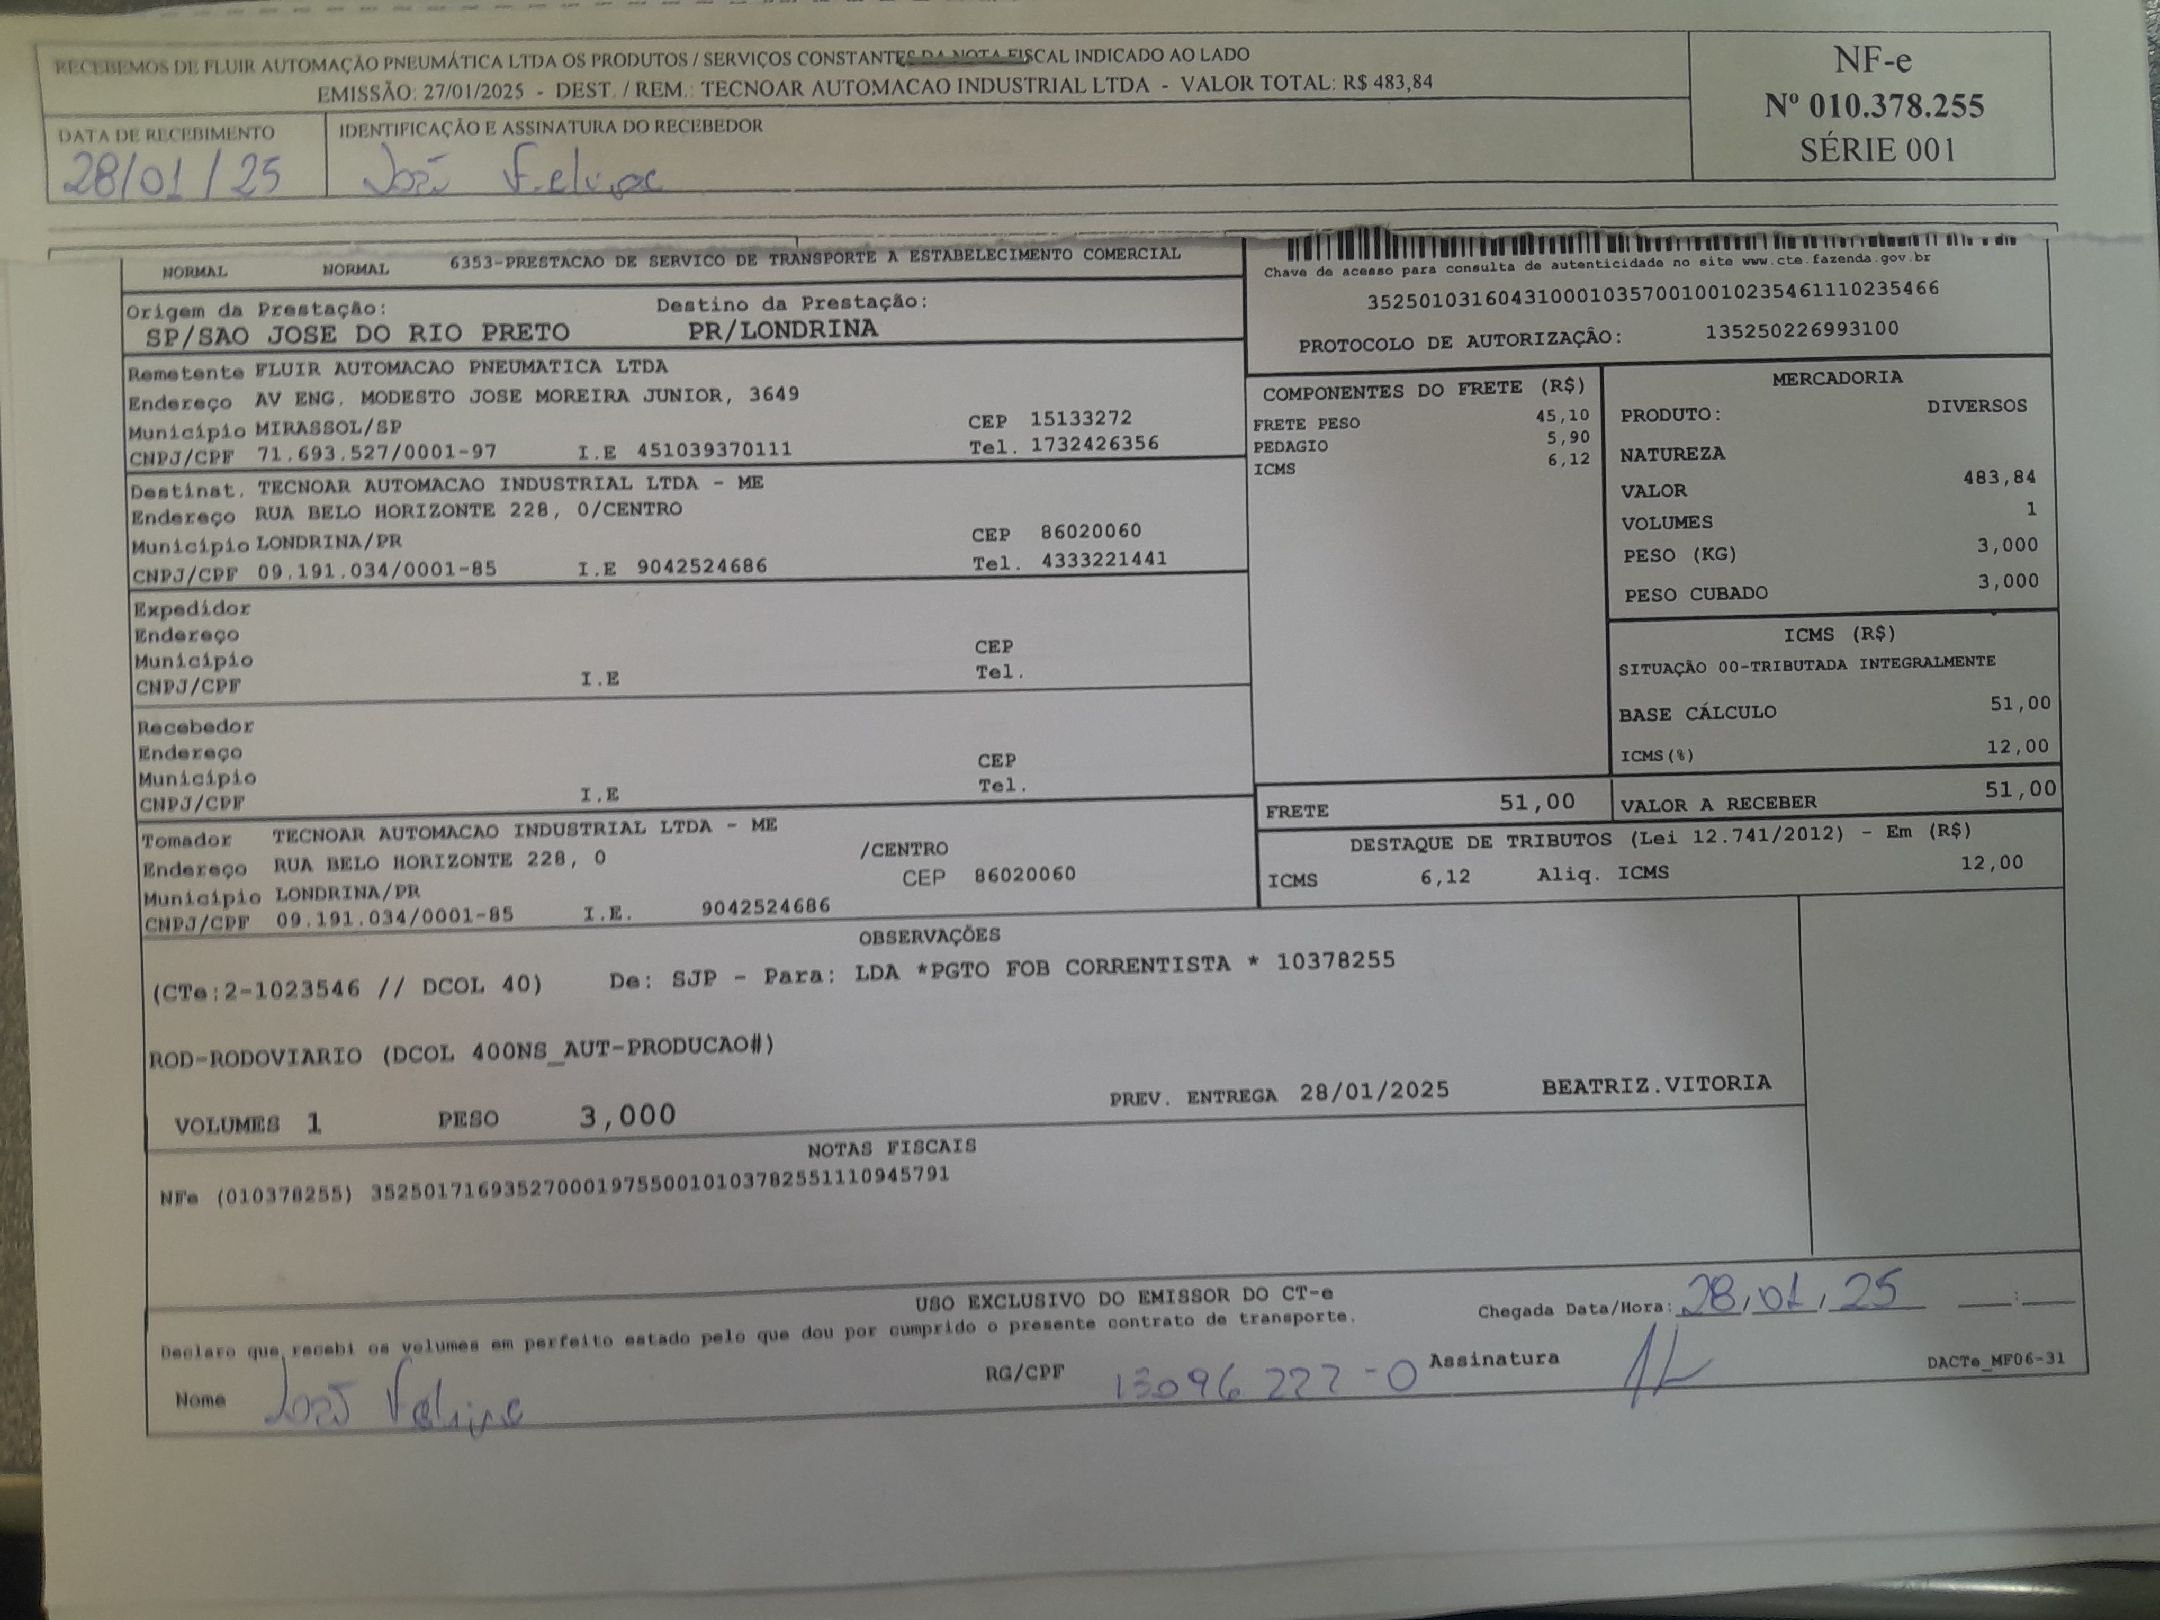 RECEBEMOS DE FLUIR AUTOMAÇÃO PNEUMÁTICA LTDA OS PRODUTOS / SERVIÇOS CONSTANTES DA NOTA FISCAL INDICADO AO LADO
EMISSÃO: 27/01/2025 - DEST. / REM.: TECNOAR AUTOMACAO INDUSTRIAL LTDA - VALOR TOTAL: R$ 483,84
NF-e
Nº 010.378.255
SÉRIE 001
DATA DE RECEBIMENTO
28/01/25
IDENTIFICAÇÃO E ASSINATURA DO RECEBEDOR
João Felipe
NORMAL NORMAL 6353-PRESTACAO DE SERVICO DE TRANSPORTE A ESTABELECIMENTO COMERCIAL
Origem da Prestação: Destino da Prestação:
SP/SAO JOSE DO RIO PRETO PR/LONDRINA
Chave de acesso para consulta de autenticidade no site www.cte.fazenda.gov.br
35250103160431000103570010010235461110235466
PROTOCOLO DE AUTORIZAÇÃO: 135250226993100
Remetente FLUIR AUTOMACAO PNEUMATICA LTDA
Endereço AV ENG. MODESTO JOSE MOREIRA JUNIOR, 3649
Município MIRASSOL/SP CEP 15133272
CNPJ/CPF 71.693.527/0001-97 I.E 451039370111 Tel. 1732426356
Destinat. TECNOAR AUTOMACAO INDUSTRIAL LTDA - ME
Endereço RUA BELO HORIZONTE 228, 0/CENTRO
Município LONDRINA/PR CEP 86020060
CNPJ/CPF 09.191.034/0001-85 I.E 9042524686 Tel. 4333221441
Expedidor
Endereço
Município CEP
CNPJ/CPF I.E Tel.
Recebedor
Endereço
Município CEP
CNPJ/CPF I.E Tel.
Tomador TECNOAR AUTOMACAO INDUSTRIAL LTDA - ME
Endereço RUA BELO HORIZONTE 228, 0 /CENTRO
Município LONDRINA/PR CEP 86020060
CNPJ/CPF 09.191.034/0001-85 I.E. 9042524686
COMPONENTES DO FRETE (R$)
FRETE PESO 45,10
PEDAGIO 5,90
ICMS 6,12
MERCADORIA
PRODUTO: DIVERSOS
NATUREZA
VALOR 483,84
VOLUMES 1
PESO (KG) 3,000
PESO CUBADO 3,000
ICMS (R$)
SITUAÇÃO 00-TRIBUTADA INTEGRALMENTE
BASE CÁLCULO 51,00
ICMS(%) 12,00
FRETE 51,00 VALOR A RECEBER 51,00
DESTAQUE DE TRIBUTOS (Lei 12.741/2012) - Em (R$)
ICMS 6,12 Aliq. ICMS 12,00
OBSERVAÇÕES
(CTe:2-1023546 // DCOL 40) De: SJP - Para: LDA *PGTO FOB CORRENTISTA * 10378255
ROD-RODOVIARIO (DCOL 400NS_AUT-PRODUCAO#)
VOLUMES 1 PESO 3,000 PREV. ENTREGA 28/01/2025 BEATRIZ.VITORIA
NOTAS FISCAIS
NFe (010378255) 35250171693527000197550010103782551110945791
USO EXCLUSIVO DO EMISSOR DO CT-e
Declaro que recebi os volumes em perfeito estado pelo que dou por cumprido o presente contrato de transporte.
Chegada Data/Hora: 28/01/25 __:__
Nome João Felipe RG/CPF 13096227-0 Assinatura
DACTe_MF06-31